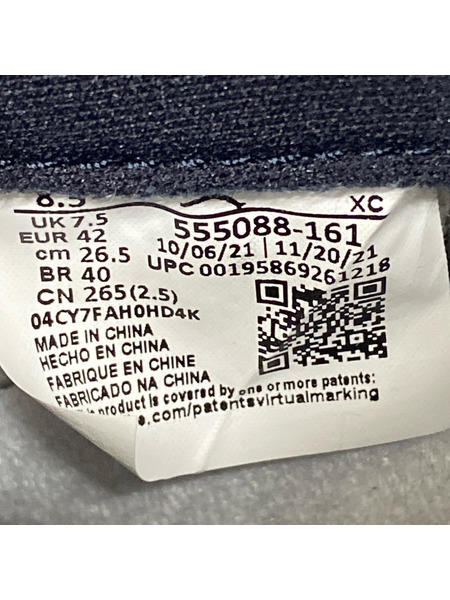 8.5
XC
UK 7.5
EUR 42
cm 26.5
BR 40
CN 265(2.5)
555088-161
10/06/21 | 11/20/21
UPC 00195869261218
04CY7FAH0HD4K
MADE IN CHINA
HECHO EN CHINA
FABRIQUE EN CHINE
FABRICADO NA CHINA
product is covered by one or more patents:
.com/patentsvirtualmarking